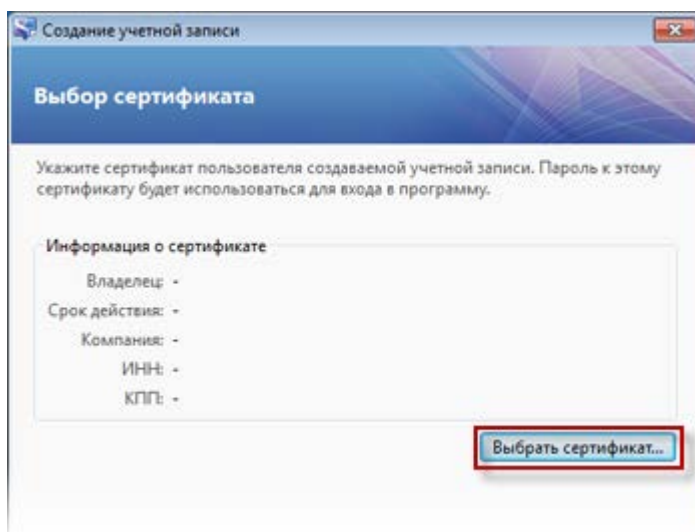 Создание учетной записи
Выбор сертификата
Укажите сертификат пользователя создаваемой учетной записи. Пароль к этому
сертификату будет использоваться для входа в программу.
Информация о сертификате
Владелец: -
Срок действия: -
Компания: -
ИНН: -
КПП: -
Выбрать сертификат...